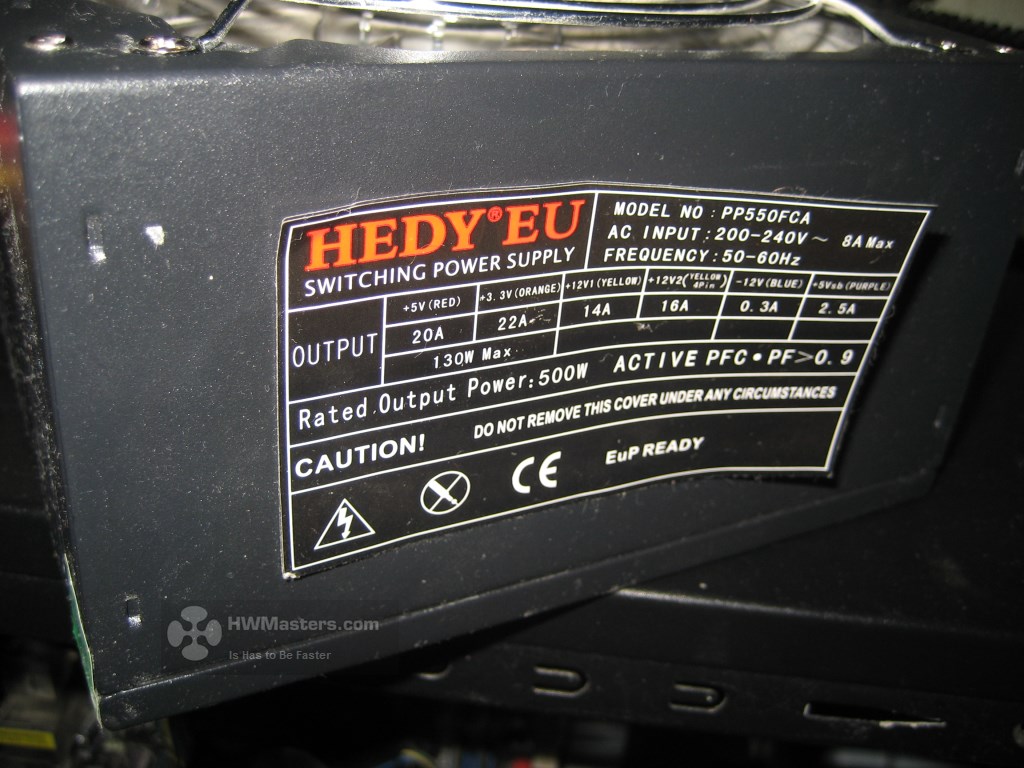 HEDY® EU
SWITCHING POWER SUPPLY
MODEL NO : PP550FCA
AC INPUT : 200-240V ~ 8A Max
FREQUENCY : 50-60Hz
OUTPUT
+5V (RED) +3.3V (ORANGE) +12V1 (YELLOW) +12V2 (YELLOW 4Pin) -12V (BLUE) +5Vsb (PURPLE)
20A 22A 14A 16A 0.3A 2.5A
130W Max
Rated Output Power: 500W ACTIVE PFC • PF>0.9
CAUTION! DO NOT REMOVE THIS COVER UNDER ANY CIRCUMSTANCES
CE EuP READY
HWMasters.com
Is Has to Be Faster